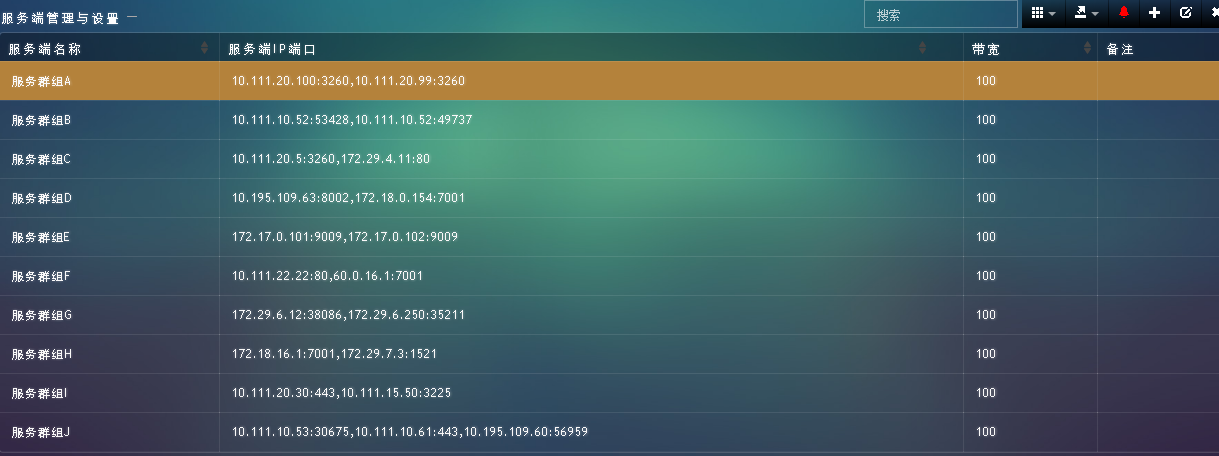 服务端管理与设置
搜索
服务端名称 服务端IP端口 带宽 备注
服务群组A 10.111.20.100:3260,10.111.20.99:3260 100
服务群组B 10.111.10.52:53428,10.111.10.52:49737 100
服务群组C 10.111.20.5:3260,172.29.4.11:80 100
服务群组D 10.195.109.63:8002,172.18.0.154:7001 100
服务群组E 172.17.0.101:9009,172.17.0.102:9009 100
服务群组F 10.111.22.22:80,60.0.16.1:7001 100
服务群组G 172.29.6.12:38086,172.29.6.250:35211 100
服务群组H 172.18.16.1:7001,172.29.7.3:1521 100
服务群组I 10.111.20.30:443,10.111.15.50:3225 100
服务群组J 10.111.10.53:30675,10.111.10.61:443,10.195.109.60:56959 100